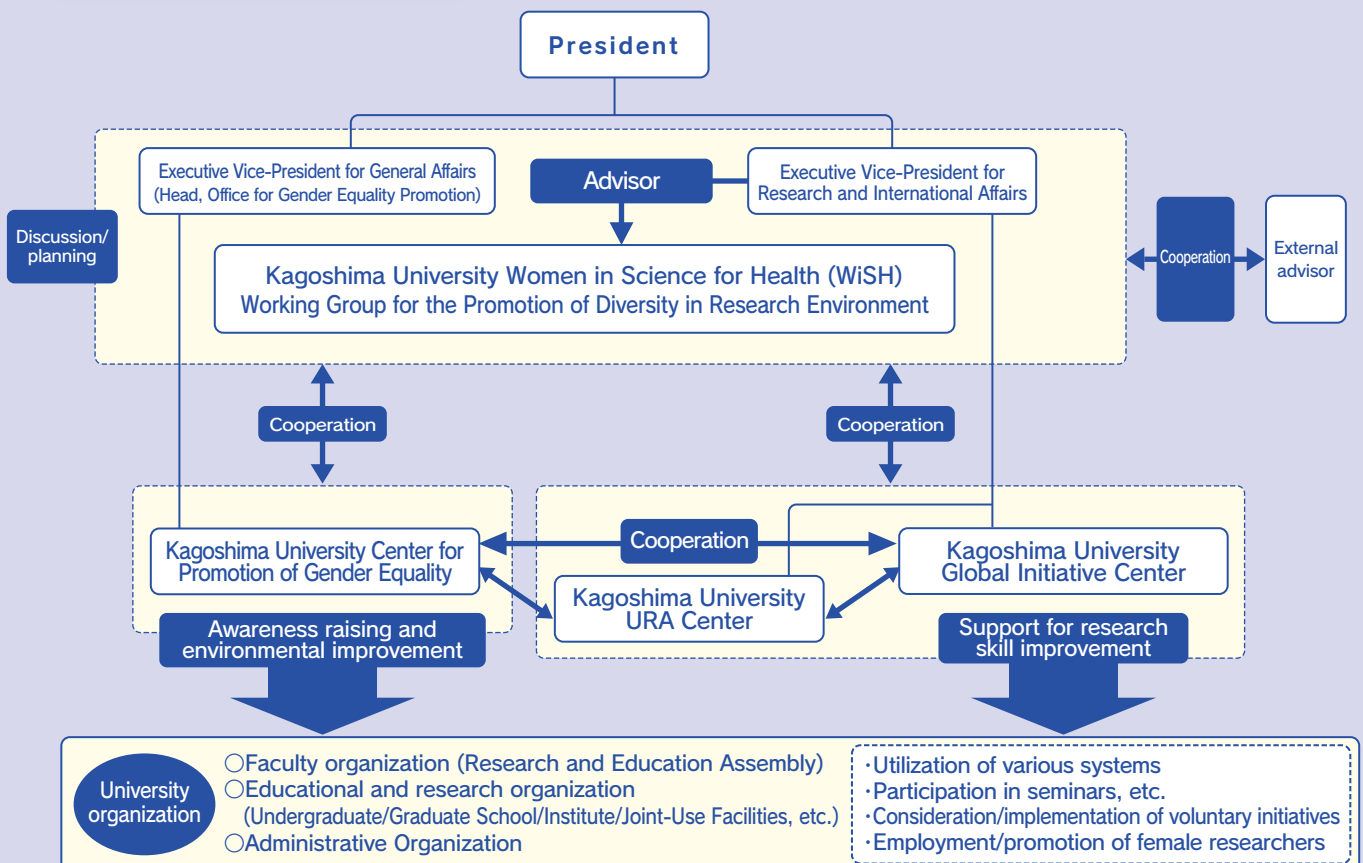 President
Executive Vice-President for General Affairs
(Head, Office for Gender Equality Promotion)
Advisor
Executive Vice-President for
Research and International Affairs
Discussion/
planning
Kagoshima University Women in Science for Health (WiSH)
Working Group for the Promotion of Diversity in Research Environment
Cooperation
External
advisor
Cooperation
Cooperation
Kagoshima University Center for
Promotion of Gender Equality
Cooperation
Kagoshima University
URA Center
Kagoshima University
Global Initiative Center
Awareness raising and
environmental improvement
Support for research
skill improvement
University
organization
○Faculty organization (Research and Education Assembly)
○Educational and research organization
(Undergraduate/Graduate School/Institute/Joint-Use Facilities, etc.)
○Administrative Organization
・Utilization of various systems
・Participation in seminars, etc.
・Consideration/implementation of voluntary initiatives
・Employment/promotion of female researchers